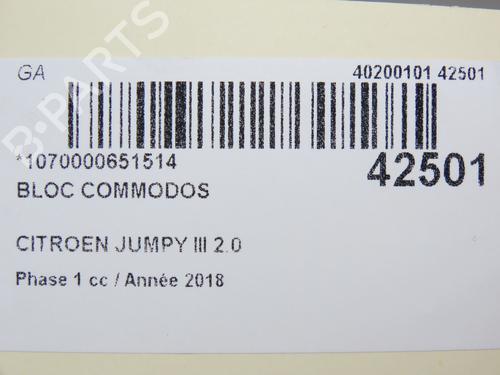 GA 40200101 42501
*1070000651514 42501
BLOC COMMODOS
CITROEN JUMPY III 2.0
Phase 1 cc / Année 2018
B-PARTS